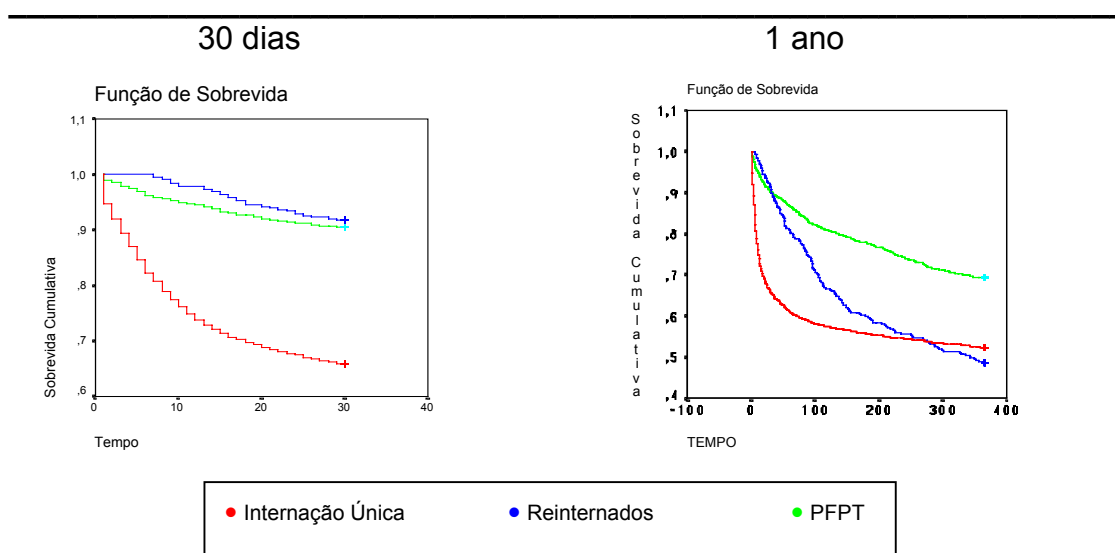 30 dias
1 ano
Função de Sobrevida
1,1
1,0
,9
,8
,7
,6
0
10
20
30
40
Sobrevida Cumulativa
Tempo
Função de Sobrevida
1,1
1,0
,9
,8
,7
,6
,5
,4
-100
0
100
200
300
400
Sobrevida Cumulativa
TEMPO
Internação Única
Reinternados
PFPT